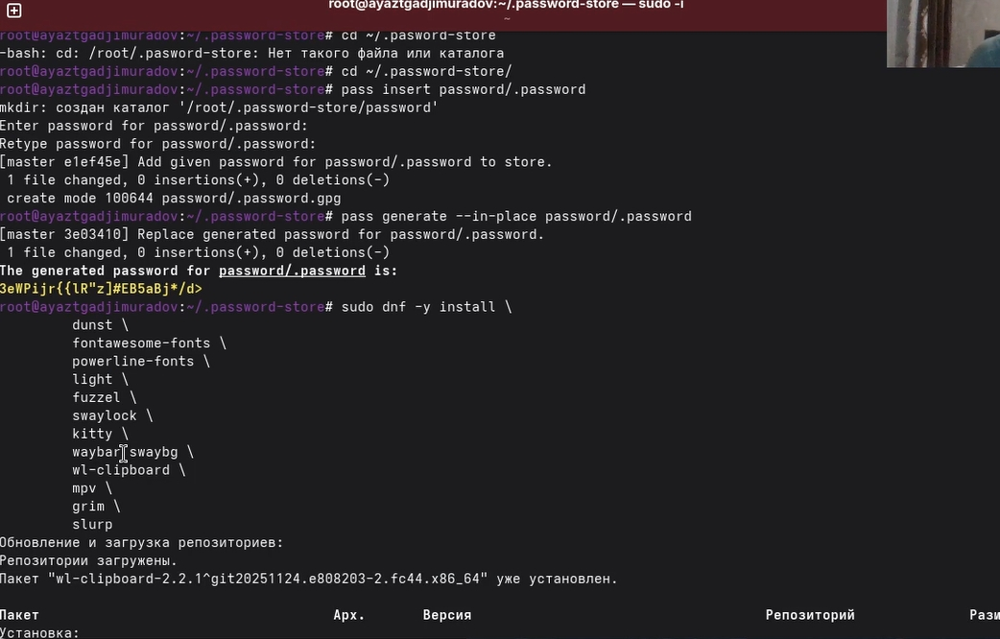 root@ayaztgadjimuradov:~/.password-store — sudo -i
~
root@ayaztgadjimuradov:~/.password-store# cd ~/.pasword-store
-bash: cd: /root/.pasword-store: Нет такого файла или каталога
root@ayaztgadjimuradov:~/.password-store# cd ~/.password-store/
root@ayaztgadjimuradov:~/.password-store# pass insert password/.password
mkdir: создан каталог '/root/.password-store/password'
Enter password for password/.password:
Retype password for password/.password:
[master e1ef45e] Add given password for password/.password to store.
 1 file changed, 0 insertions(+), 0 deletions(-)
 create mode 100644 password/.password.gpg
root@ayaztgadjimuradov:~/.password-store# pass generate --in-place password/.password
[master 3e03410] Replace generated password for password/.password.
 1 file changed, 0 insertions(+), 0 deletions(-)
The generated password for password/.password is:
3eWPijr{{lR"z]#EB5aBj*/d>
root@ayaztgadjimuradov:~/.password-store# sudo dnf -y install \
        dunst \
        fontawesome-fonts \
        powerline-fonts \
        light \
        fuzzel \
        swaylock \
        kitty \
        waybar swaybg \
        wl-clipboard \
        mpv \
        grim \
        slurp
Обновление и загрузка репозиториев:
Репозитории загружены.
Пакет "wl-clipboard-2.2.1^git20251124.e808203-2.fc44.x86_64" уже установлен.
Пакет Арх. Версия Репозиторий Разм
Установка: